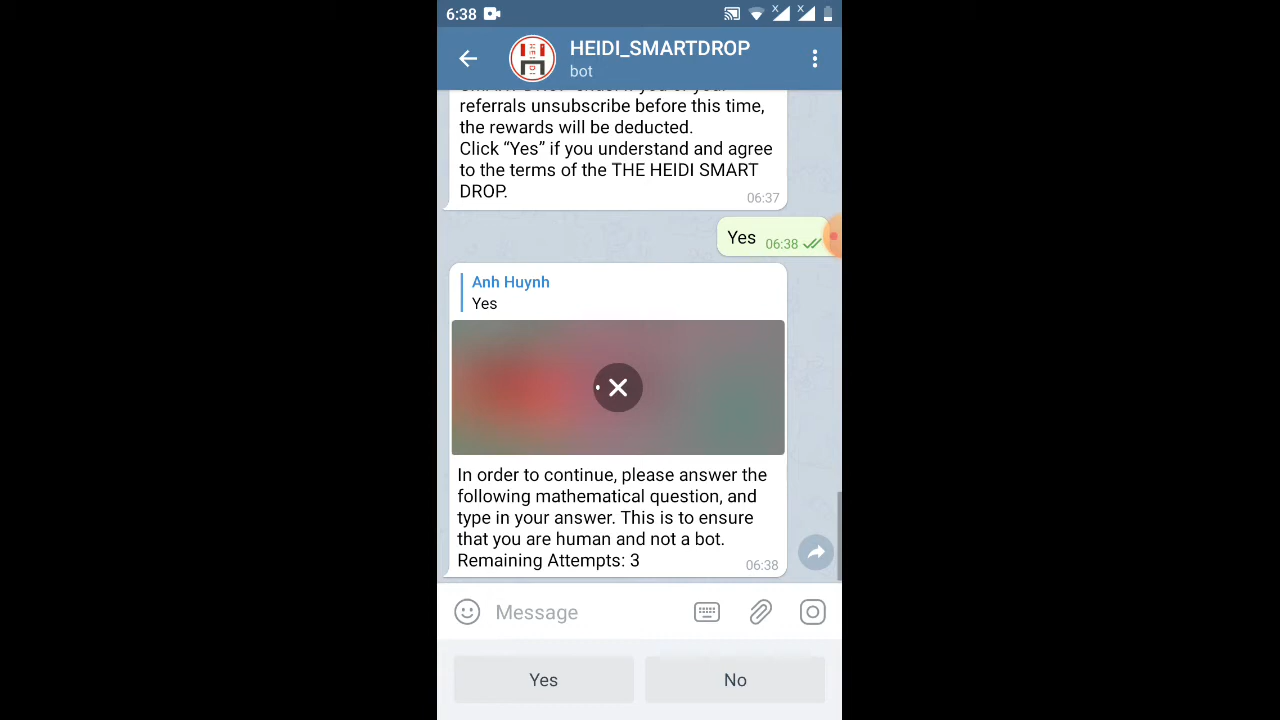 6:38
HEIDI_SMARTDROP
bot
referrals unsubscribe before this time,
the rewards will be deducted.
Click “Yes” if you understand and agree
to the terms of the THE HEIDI SMART
DROP.
06:37
Yes 06:38
Anh Huynh
Yes
In order to continue, please answer the
following mathematical question, and
type in your answer. This is to ensure
that you are human and not a bot.
Remaining Attempts: 3
06:38
Message
Yes
No